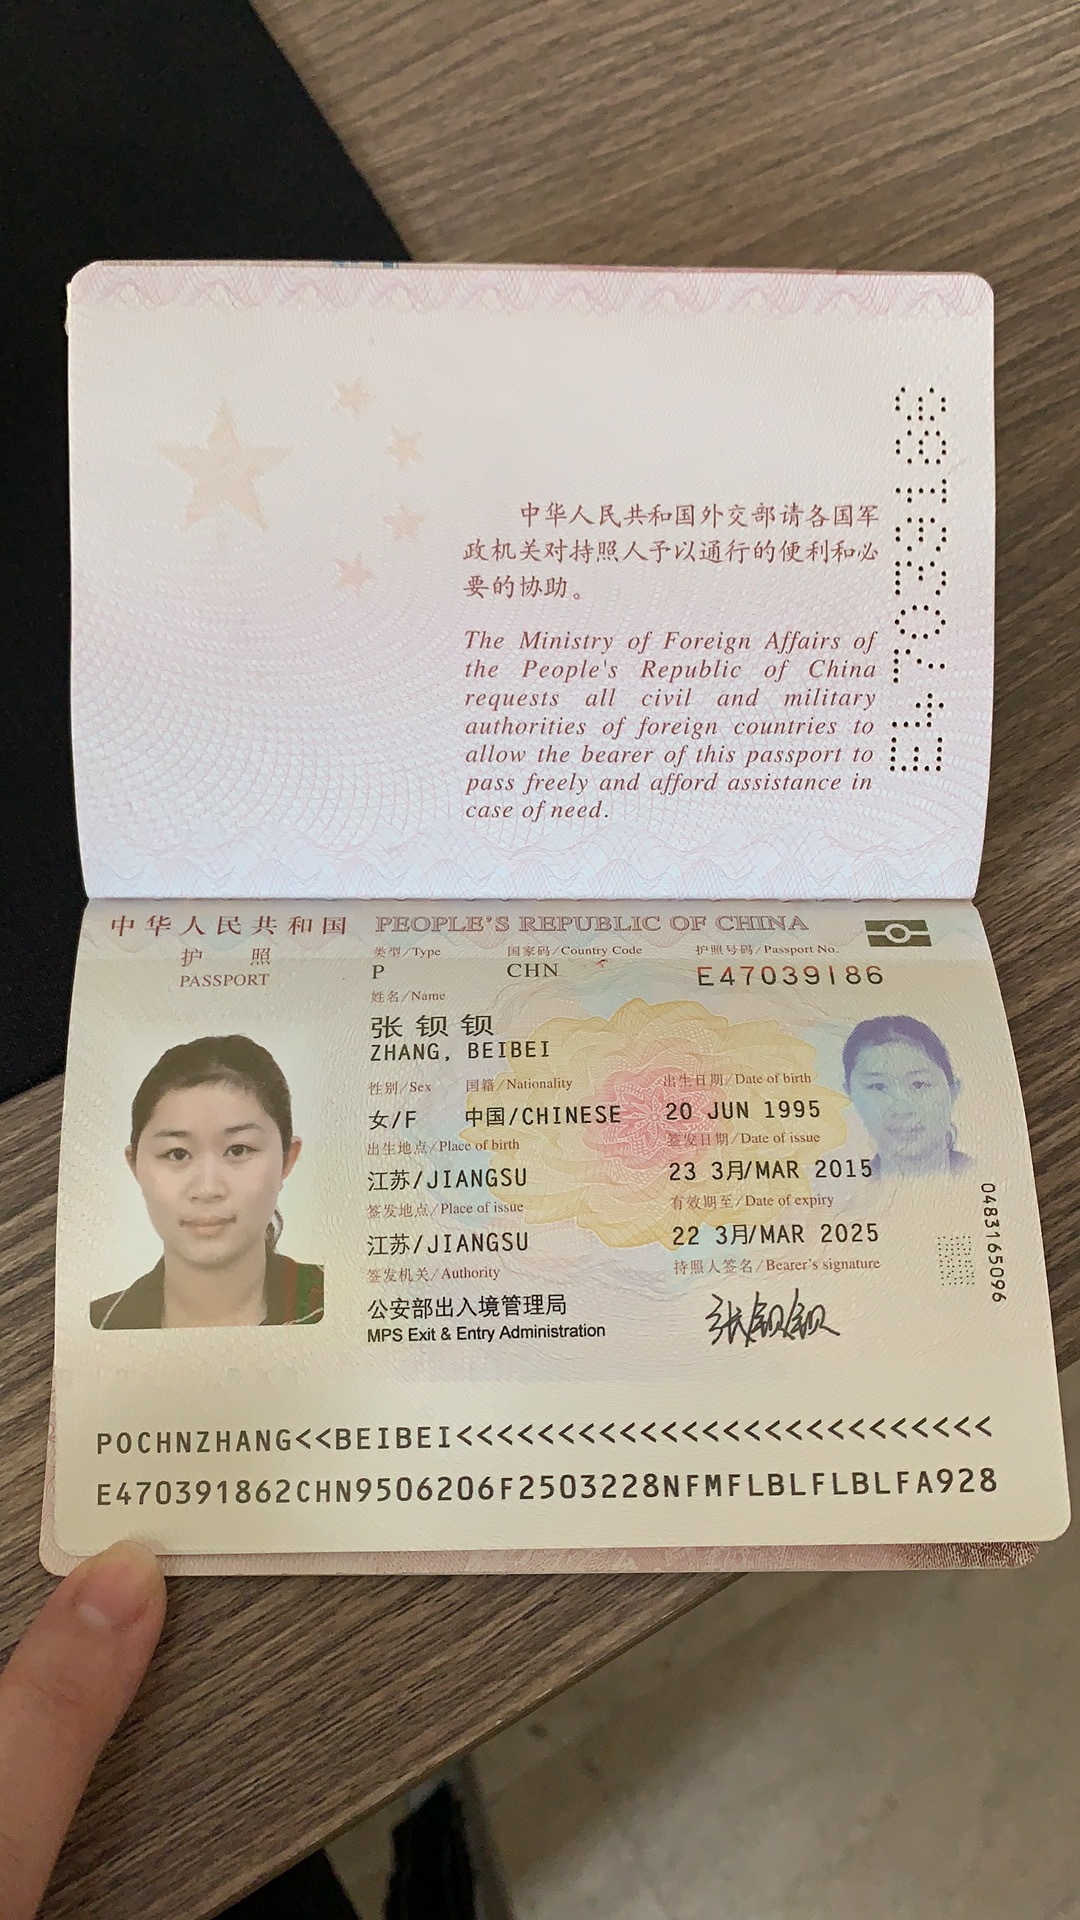 中华人民共和国外交部请各国军
政机关对持照人予以通行的便利和必
要的协助。
The Ministry of Foreign Affairs of
the People's Republic of China
requests all civil and military
authorities of foreign countries to
allow the bearer of this passport to
pass freely and afford assistance in
case of need.
E47039186
中华人民共和国 PEOPLE'S REPUBLIC OF CHINA
护 照
PASSPORT
类型/Type 国家码/Country Code 护照号码/Passport No.
P CHN E47039186
姓名/Name
张钡钡
ZHANG, BEIBEI
性别/Sex 国籍/Nationality 出生日期/Date of birth
女/F 中国/CHINESE 20 JUN 1995
出生地点/Place of birth 签发日期/Date of issue
江苏/JIANGSU 23 3月/MAR 2015
签发地点/Place of issue 有效期至/Date of expiry
江苏/JIANGSU 22 3月/MAR 2025
签发机关/Authority 持照人签名/Bearer's signature
公安部出入境管理局
MPS Exit & Entry Administration
张钡钡
0483165096
POCHNZHANG<<BEIBEI<<<<<<<<<<<<<<<<<<<<<<<<<<
E470391862CHN9506206F2503228NFMFLBLFLBLFA928